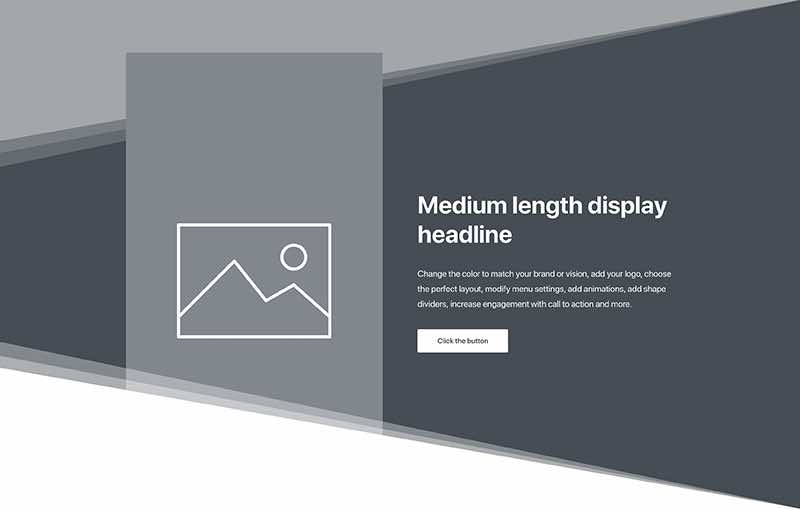 Medium length display
headline
Change the color to match your brand or vision, add your logo, choose
the perfect layout, modify menu settings, add animations, add shape
dividers, increase engagement with call to action and more.
Click the button